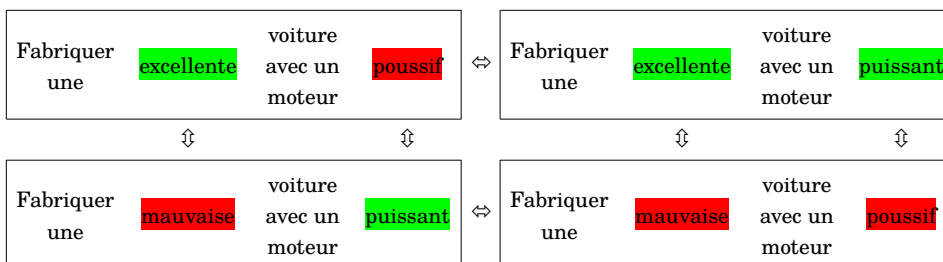 Fabriquer une excellente voiture avec un moteur poussif ⇔ Fabriquer une excellente voiture avec un moteur puissant
⇕ ⇕ ⇕ ⇕
Fabriquer une mauvaise voiture avec un moteur puissant ⇔ Fabriquer une mauvaise voiture avec un moteur poussif